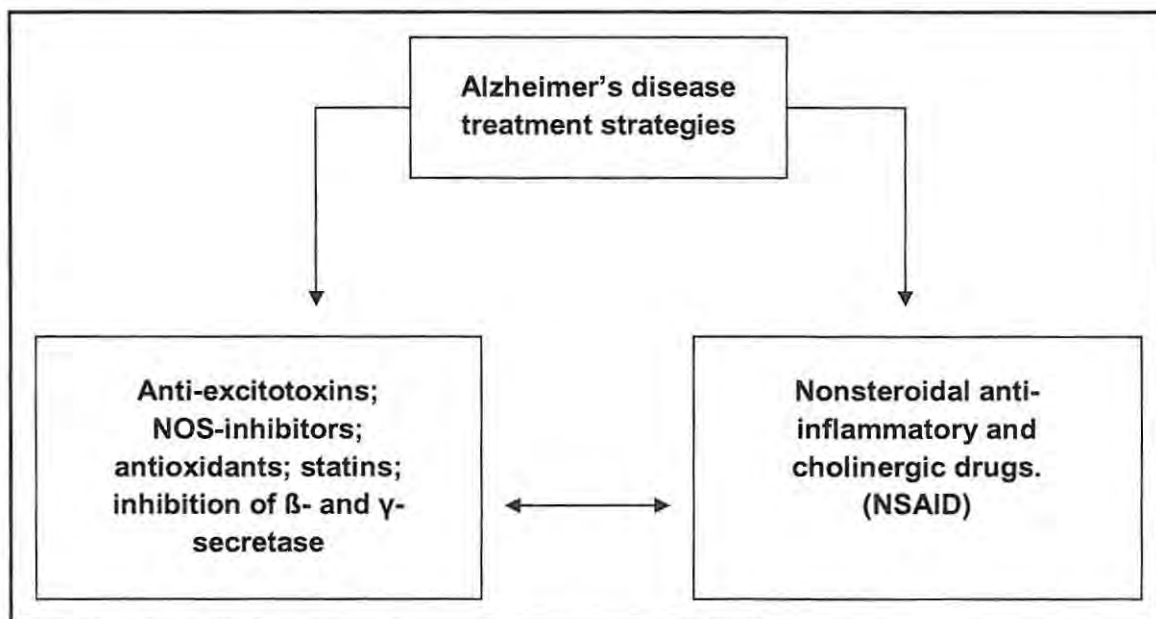 Alzheimer's disease
treatment strategies
Anti-excitotoxins;
NOS-inhibitors;
antioxidants; statins;
inhibition of ß- and γ-
secretase
Nonsteroidal anti-
inflammatory and
cholinergic drugs.
(NSAID)